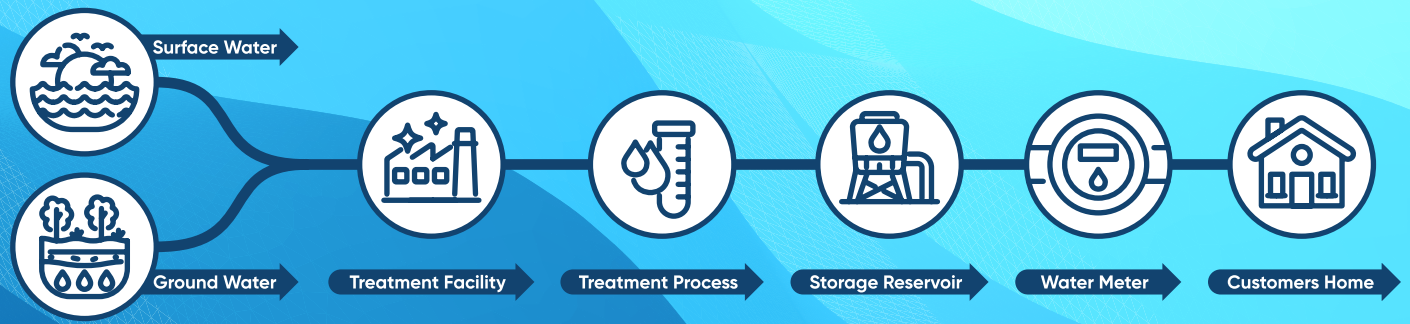 Surface Water
Ground Water
Treatment Facility
Treatment Process
Storage Reservoir
Water Meter
Customers Home